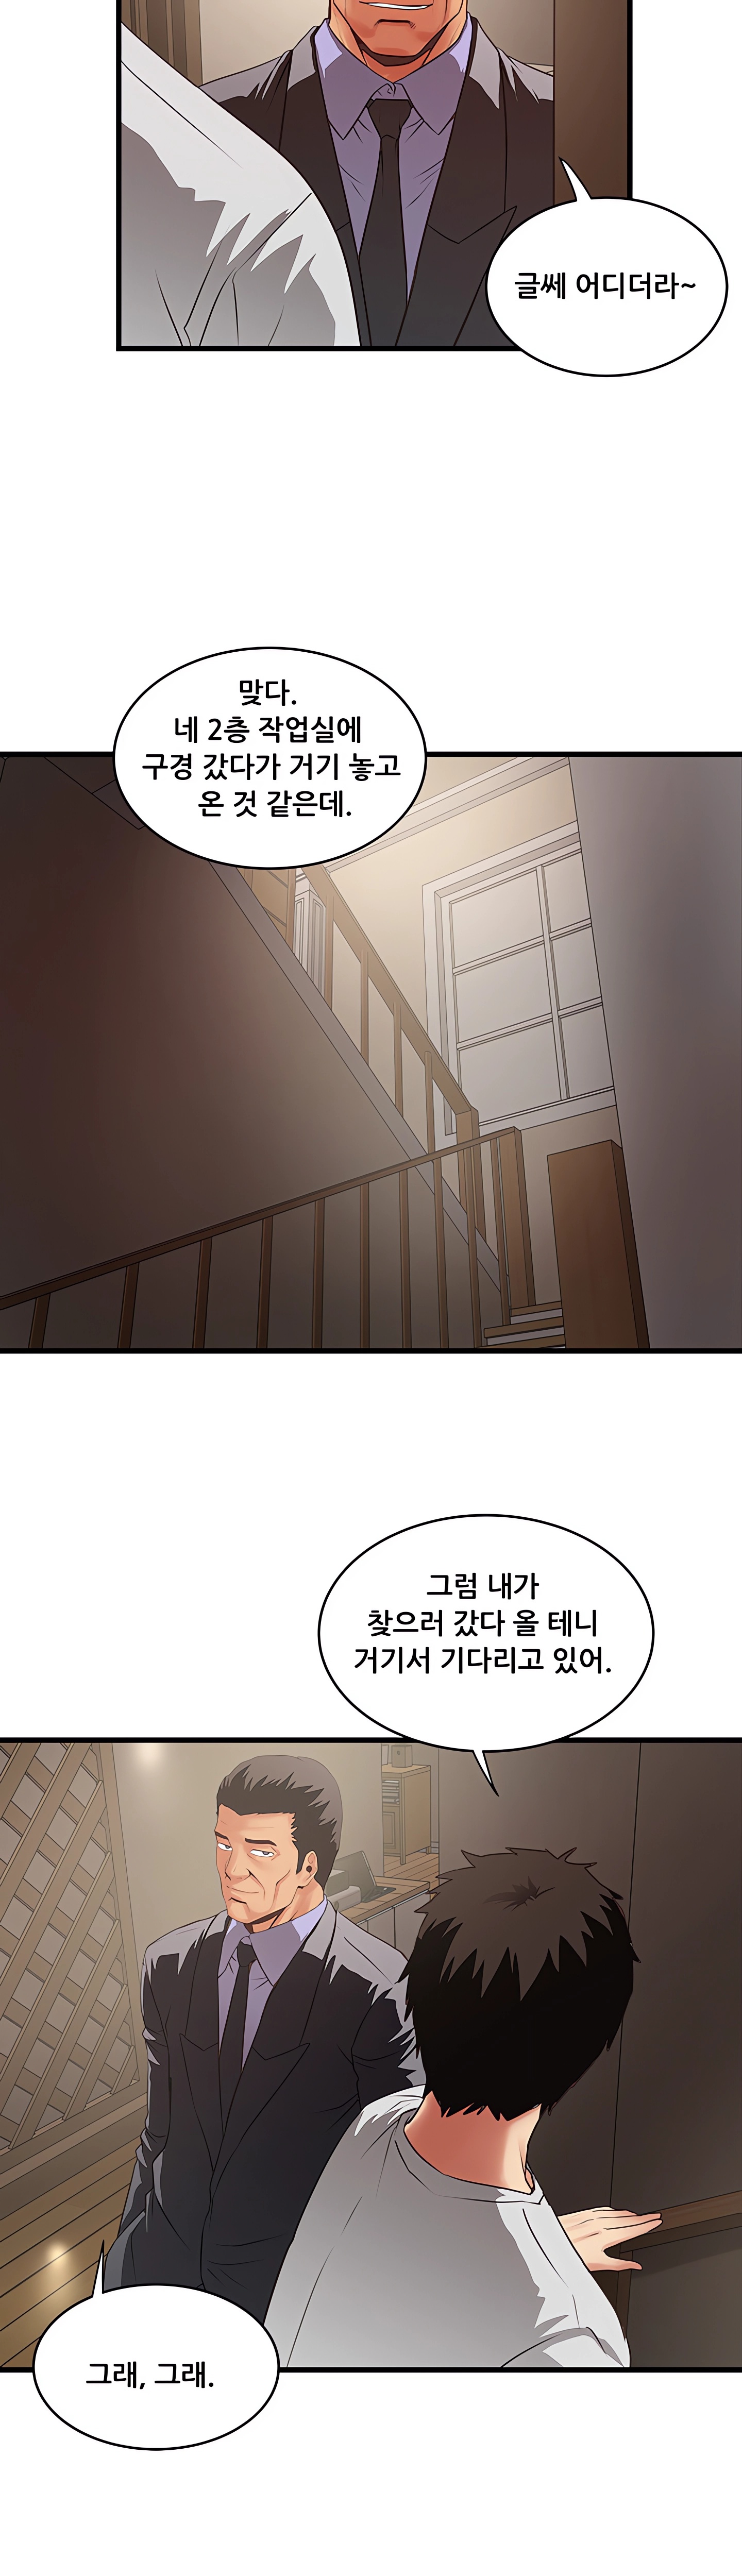 글쎄 어디더라~
맞다.
네 2층 작업실에
구경 갔다가 거기 놓고
온 것 같은데.
그럼 내가
찾으러 갔다 올 테니
거기서 기다리고 있어.
그래, 그래.